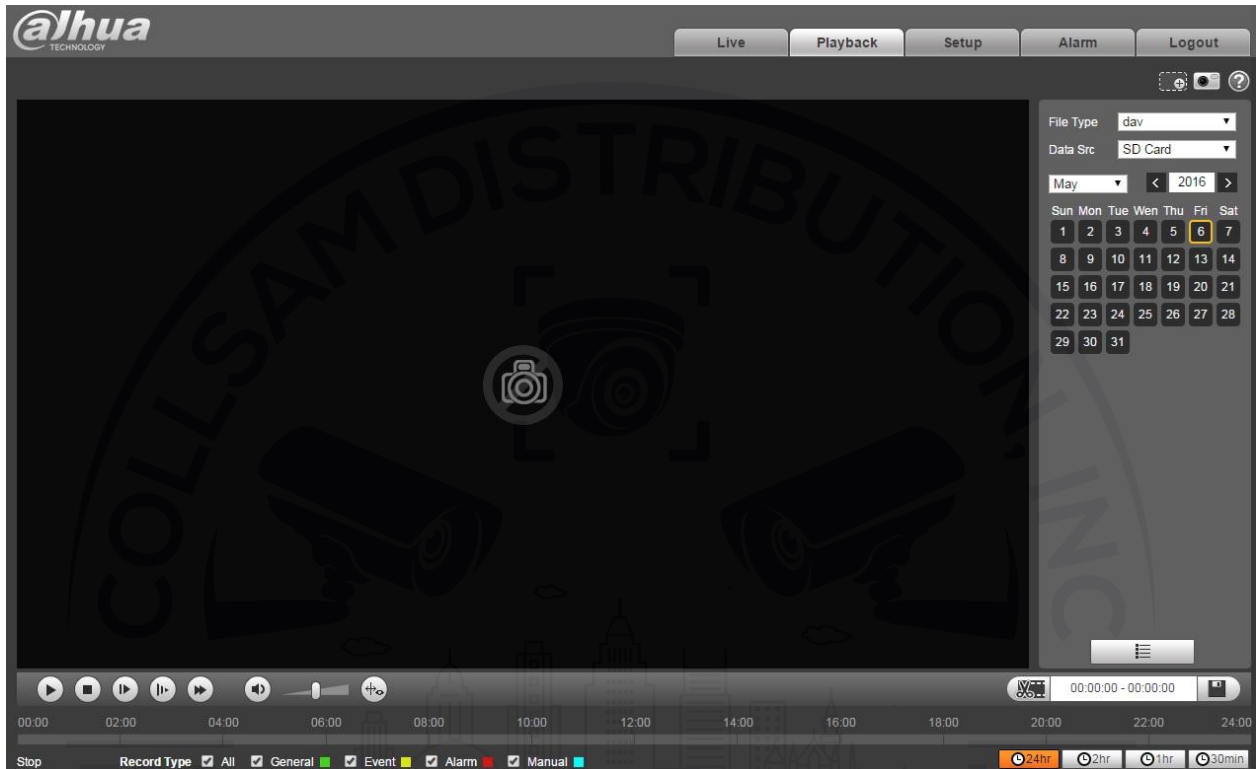 alhua
TECHNOLOGY
Live Playback Setup Alarm Logout
File Type dav
Data Src SD Card
May 2016
Sun Mon Tue Wen Thu Fri Sat
1 2 3 4 5 6 7
8 9 10 11 12 13 14
15 16 17 18 19 20 21
22 23 24 25 26 27 28
29 30 31
COLLSAM DISTRIBUTION, INC
00:00:00 - 00:00:00
00:00 02:00 04:00 06:00 08:00 10:00 12:00 14:00 16:00 18:00 20:00 22:00 24:00
Stop Record Type All General Event Alarm Manual 24hr 2hr 1hr 30min